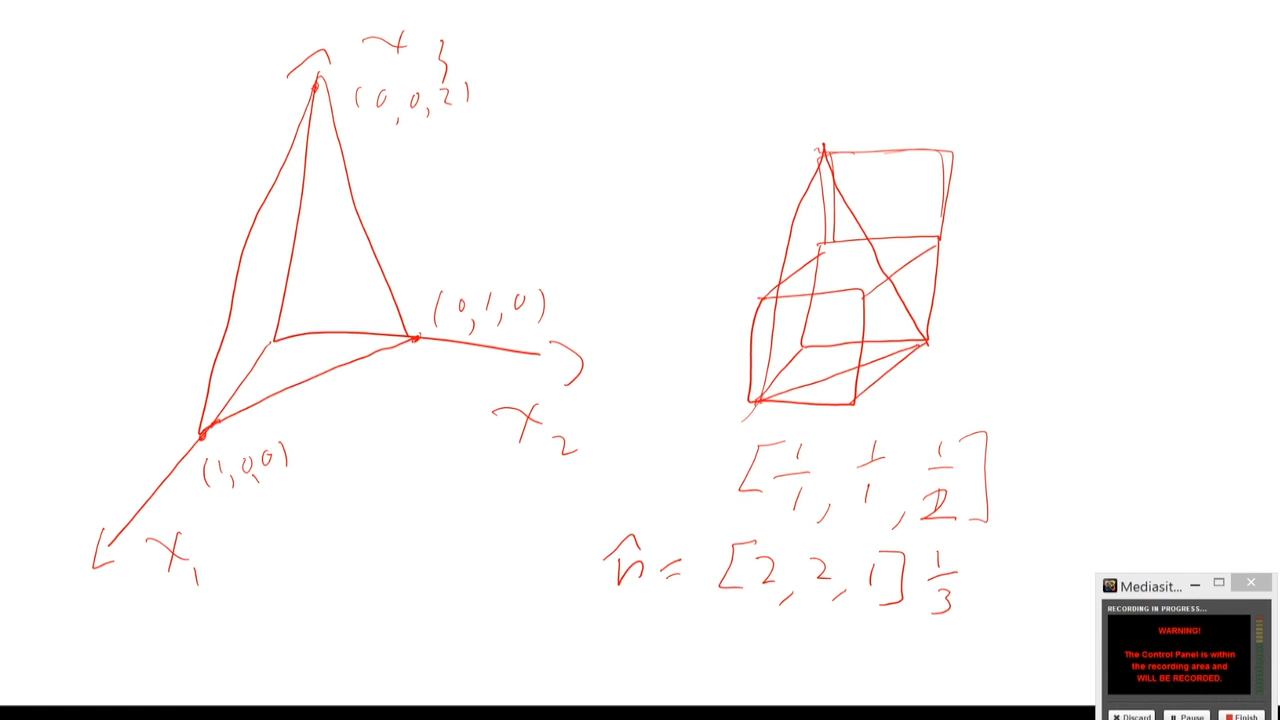 x3
(0,0,2)
(0,1,0)
x2
(1,0,0)
x1
[1/1, 1/1, 1/2]
n̂ = [2,2,1] 1/3
Mediasit...
RECORDING IN PROGRESS...
WARNING!
The Control Panel is within
the recording area and
WILL BE RECORDED.
Discard
Pause
Finish